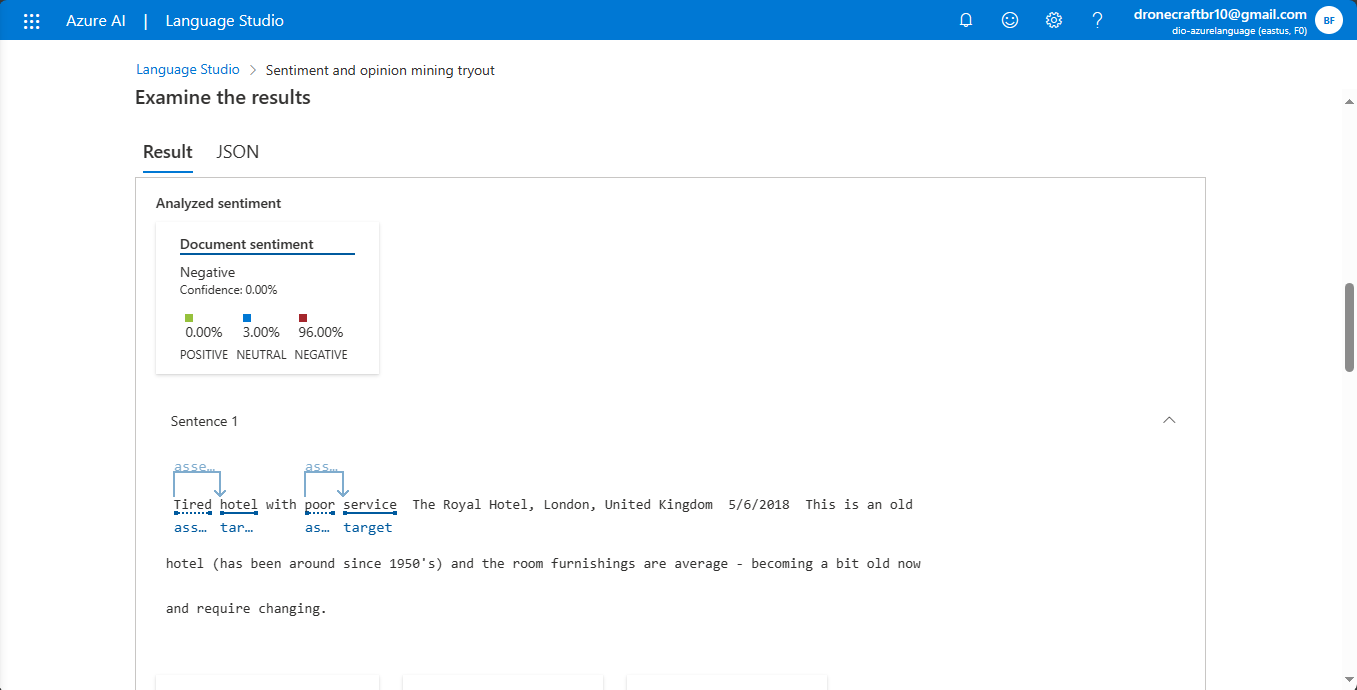 Azure AI | Language Studio
dronecraftbr10@gmail.com
dio-azurelanguage (eastus, F0)
BF
Language Studio > Sentiment and opinion mining tryout
Examine the results
Result JSON
Analyzed sentiment
Document sentiment
Negative
Confidence: 0.00%
0.00% 3.00% 96.00%
POSITIVE NEUTRAL NEGATIVE
Sentence 1
asse... ass...
Tired hotel with poor service The Royal Hotel, London, United Kingdom 5/6/2018 This is an old
ass... tar... as... target
hotel (has been around since 1950's) and the room furnishings are average - becoming a bit old now
and require changing.